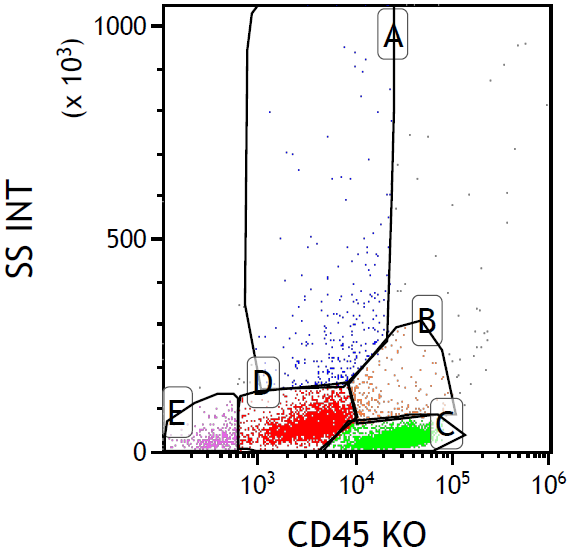 1000
(x 10³)
A
SS INT
500
B
D
E
C
0
10³ 10⁴ 10⁵ 10⁶
CD45 KO